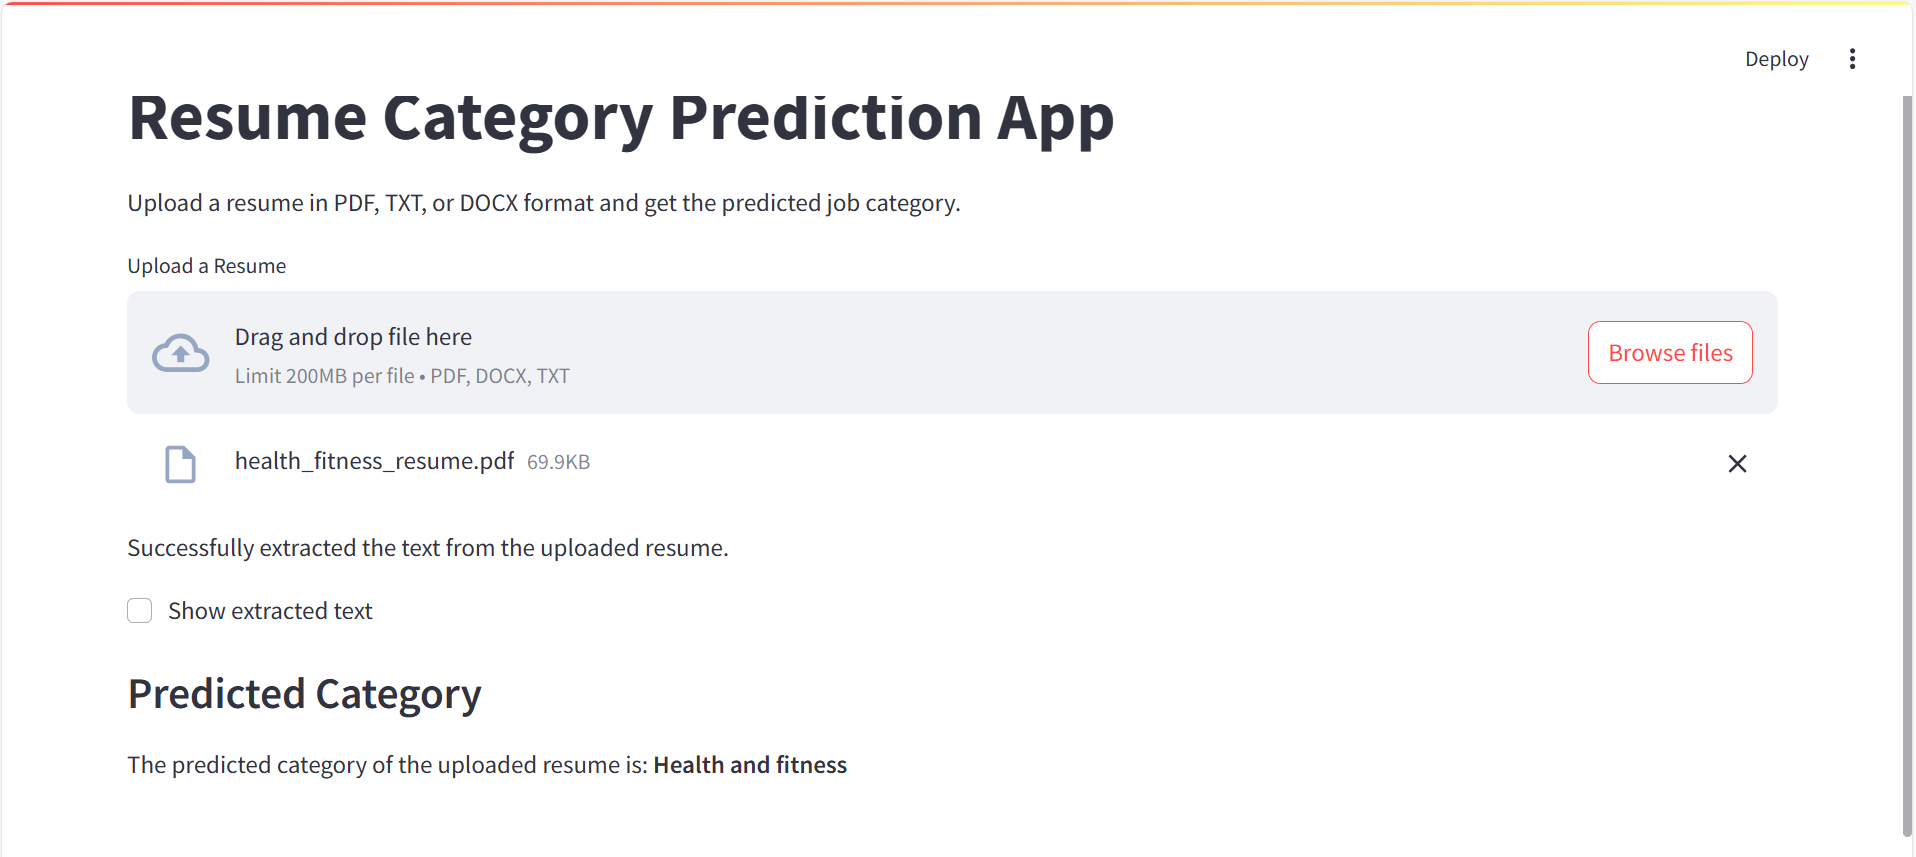 Deploy
Resume Category Prediction App
Upload a resume in PDF, TXT, or DOCX format and get the predicted job category.
Upload a Resume
Drag and drop file here
Limit 200MB per file • PDF, DOCX, TXT
Browse files
health_fitness_resume.pdf 69.9KB
Successfully extracted the text from the uploaded resume.
Show extracted text
Predicted Category
The predicted category of the uploaded resume is: Health and fitness